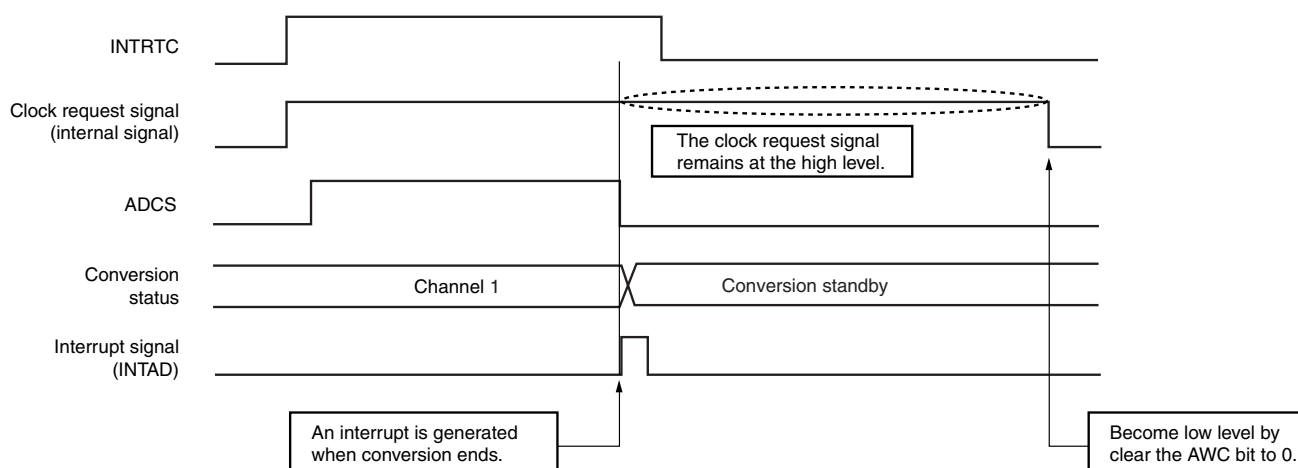 INTRTC
Clock request signal
(internal signal)
The clock request signal
remains at the high level.
ADCS
Conversion
status
Channel 1
Conversion standby
Interrupt signal
(INTAD)
An interrupt is generated
when conversion ends.
Become low level by
clear the AWC bit to 0.